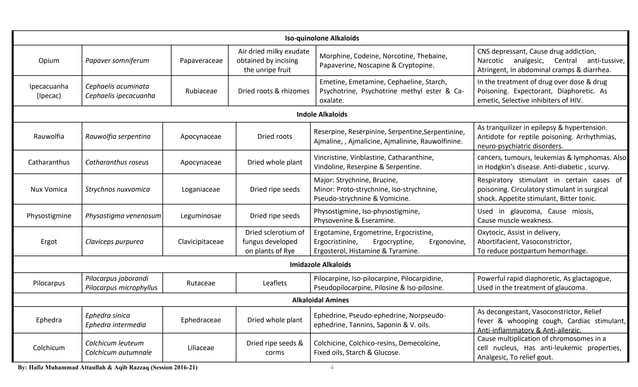 Iso-quinolone Alkaloids
Opium Papaver somniferum Papaveraceae Air dried milky exudate obtained by incising the unripe fruit Morphine, Codeine, Norcotine, Thebaine, Papaverine, Noscapine & Cryptopine. CNS depressant, Cause drug addiction, Narcotic analgesic, Central anti-tussive, Atringent, In abdominal cramps & diarrhea.
Ipecacuanha (Ipecac) Cephaelis acuminata Cephaelis ipecacuanha Rubiaceae Dried roots & rhizomes Emetine, Emetamine, Cephaeline, Starch, Psychotrine, Psychotrine methyl ester & Ca-oxalate. In the treatment of drug over dose & drug Poisoning. Expectorant, Diaphoretic. As emetic, Selective inhibiters of HIV.
Indole Alkaloids
Rauwolfia Rauwolfia serpentina Apocynaceae Dried roots Reserpine, Reserpinine, Serpentine,Serpentinine, Ajmaline, , Ajmalicine, Ajmalinine, Rauwolfinine. As tranquilizer in epilepsy & hypertension. Antidote for reptile poisoning. Arrhythmias, neuro-psychiatric disorders.
Catharanthus Catharanthus roseus Apocynaceae Dried whole plant Vincristine, Vinblastine, Catharanthine, Vindoline, Reserpine & Serpentine. cancers, tumours, leukemias & lymphomas. Also in Hodgkin's disease. Anti-diabetic , scurvy.
Nux Vomica Strychnos nuxvomica Loganiaceae Dried ripe seeds Major: Strychnine, Brucine, Minor: Proto-strychnine, Iso-strychnine, Pseudo-strychnine & Vomicine. Respiratory stimulant in certain cases of poisoning. Circulatory stimulant in surgical shock. Appetite stimulant, Bitter tonic.
Physostigmine Physostigma venenosum Leguminosae Dried ripe seeds Physostigmine, Iso-physostigmine, Physovenine & Eseramine. Used in glaucoma, Cause miosis, Cause muscle weakness.
Ergot Claviceps purpurea Clavicipitaceae Dried sclerotium of fungus developed on plants of Rye Ergotamine, Ergometrine, Ergocristine, Ergocristinine, Ergocryptine, Ergonovine, Ergosterol, Histamine & Tyramine. Oxytocic, Assist in delivery, Abortifacient, Vasoconstrictor, To reduce postpartum hemorrhage.
Imidazole Alkaloids
Pilocarpus Pilocarpus joborandi Pilocarpus microphyllus Rutaceae Leaflets Pilocarpine, Iso-pilocarpine, Pilocarpidine, Pseudopilocarpine, Pilosine & Iso-pilosine. Powerful rapid diaphoretic, As glactagogue, Used in the treatment of glaucoma.
Alkaloidal Amines
Ephedra Ephedra sinica Ephedra intermedia Ephedraceae Dried whole plant Ephedrine, Pseudo-ephedrine, Norpseudo-ephedrine, Tannins, Saponin & V. oils. As decongestant, Vasoconstrictor, Relief fever & whooping cough, Cardiac stimulant, Anti-inflammatory & Anti-allergic.
Colchicum Colchicum leuteum Colchicum autumnale Liliaceae Dried ripe seeds & corms Colchicine, Colchico-resins, Demecolcine, Fixed oils, Starch & Glucose. Cause multiplication of chromosomes in a cell nucleus, Has anti-leukemic properties, Analgesic, To relief gout.
By: Hafiz Muhammad Attaullah & Aqib Razzaq (Session 2016-21) 4